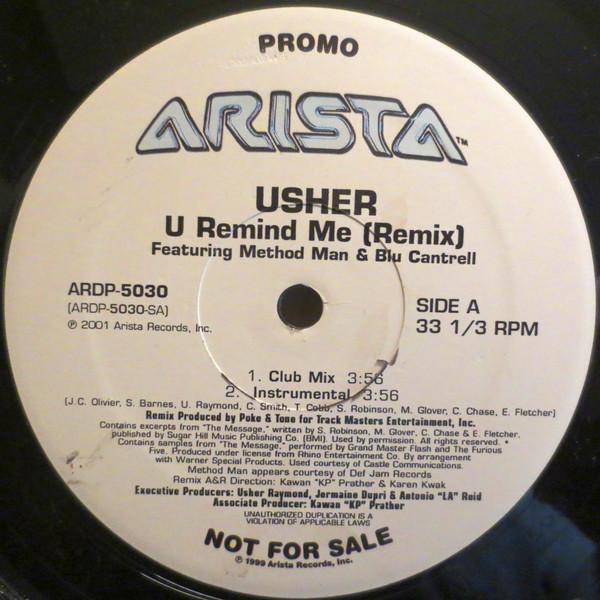 PROMO
ARISTA™
USHER
U Remind Me (Remix)
Featuring Method Man & Blu Cantrell
ARDP-5030
(ARDP-5030-SA)
℗ 2001 Arista Records, Inc.
SIDE A
33 1/3 RPM
1. Club Mix 3:56
2. Instrumental 3:56
(J.C. Olivier, S. Barnes, U. Raymond, C. Smith, T. Cobb, S. Robinson, M. Glover, C. Chase, E. Fletcher)
Remix Produced by Poke & Tone for Track Masters Entertainment, Inc.
Contains excerpts from "The Message," written by S. Robinson, M. Glover, C. Chase & E. Fletcher,
published by Sugar Hill Music Publishing Co. (BMI). Used by permission. All rights reserved. *
Contains samples from "The Message," performed by Grand Master Flash and The Furious
Five. Produced under license from Rhino Entertainment Co. By arrangement
with Warner Special Products. Used courtesy of Castle Communications.
Method Man appears courtesy of Def Jam Records
Remix A&R Direction: Kawan "KP" Prather & Karen Kwak
Executive Producers: Usher Raymond, Jermaine Dupri & Antonio "LA" Reid
Associate Producer: Kawan "KP" Prather
UNAUTHORIZED DUPLICATION IS A
VIOLATION OF APPLICABLE LAWS
NOT FOR SALE
℗ 1999 Arista Records, Inc.